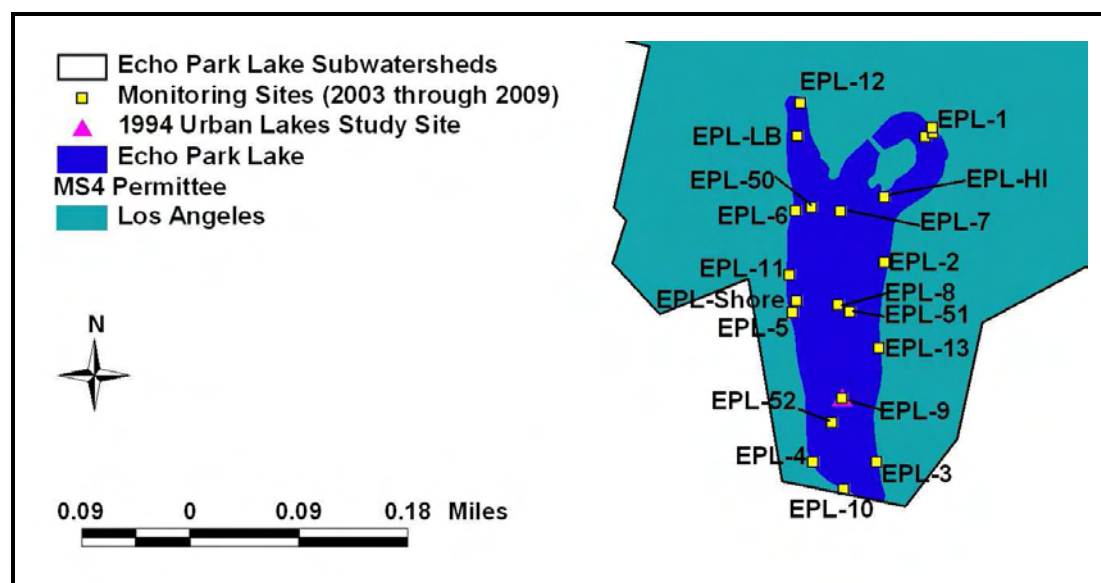 Echo Park Lake Subwatersheds
Monitoring Sites (2003 through 2009)
1994 Urban Lakes Study Site
Echo Park Lake
MS4 Permittee
Los Angeles
N
0.09 0 0.09 0.18 Miles
EPL-12
EPL-1
EPL-LB
EPL-HI
EPL-50
EPL-6
EPL-7
EPL-2
EPL-11
EPL-8
EPL-Shore
EPL-51
EPL-5
EPL-13
EPL-52
EPL-9
EPL-4
EPL-3
EPL-10